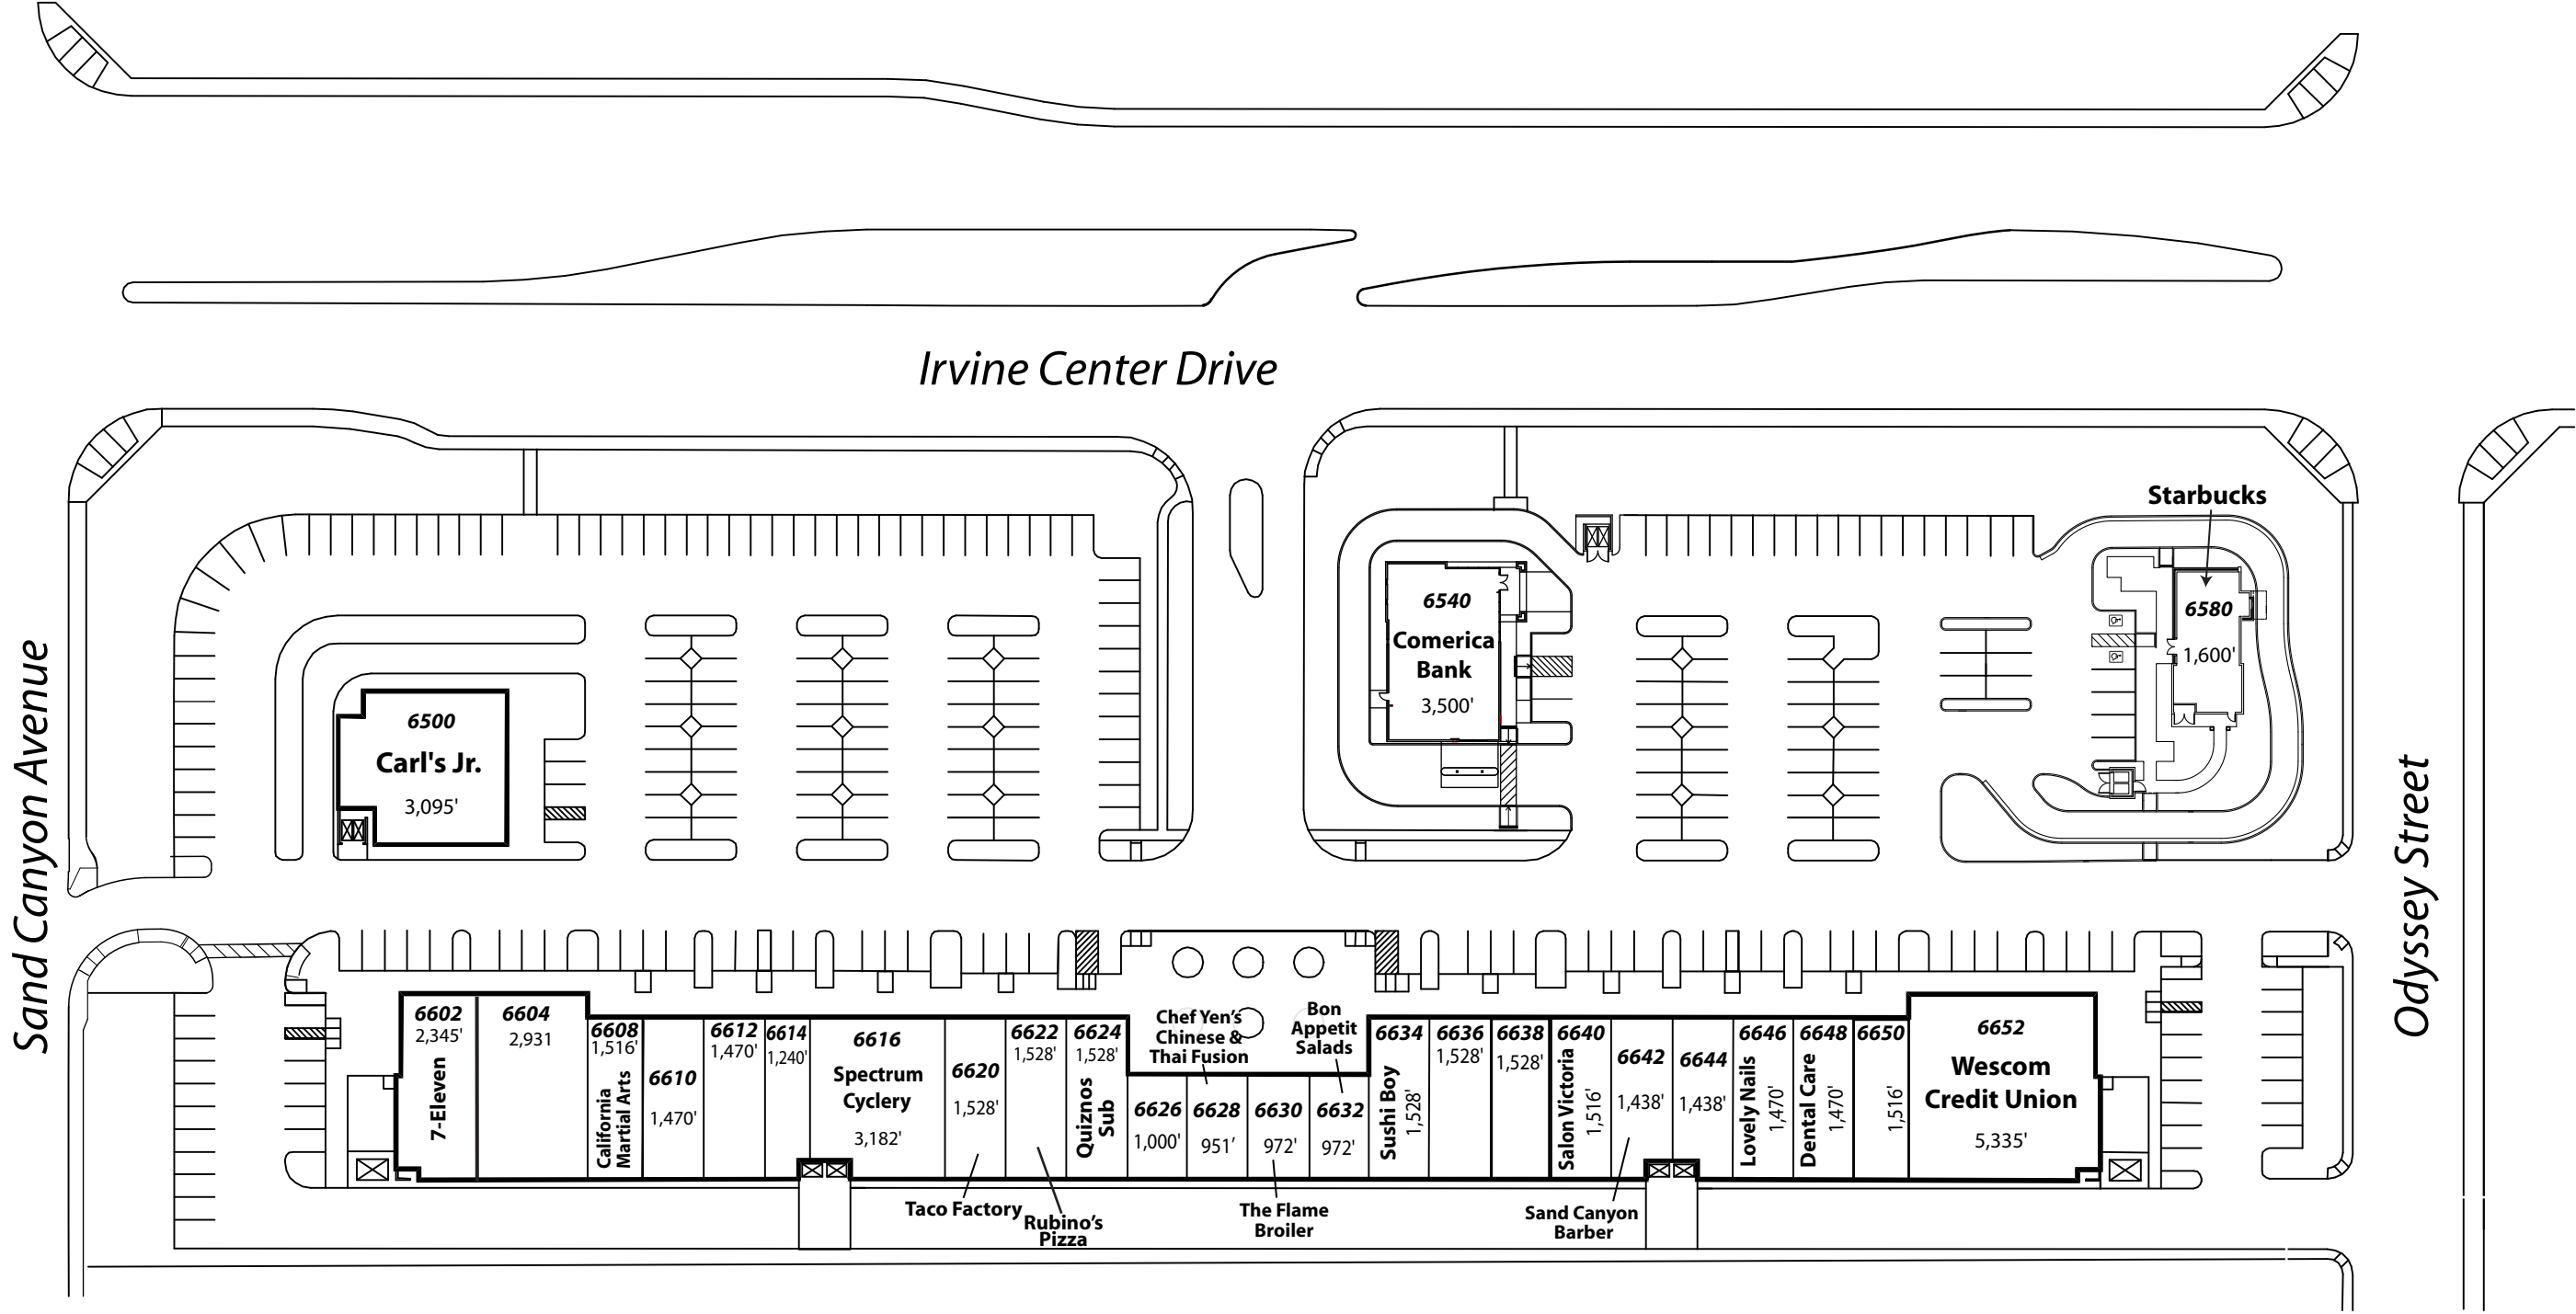 Irvine Center Drive
Sand Canyon Avenue
Odyssey Street
Starbucks
6580
1,600'
6540
Comerica
Bank
3,500'
6500
Carl's Jr.
3,095'
6602
2,345'
7-Eleven
6604
2,931
6608
1,516'
California
Martial Arts
6610
1,470'
6612
1,470'
6614
1,240'
6616
Spectrum
Cyclery
3,182'
6620
1,528'
Taco Factory
6622
1,528'
Rubino's
Pizza
6624
1,528'
Quiznos
Sub
Chef Yen's
Chinese &
Thai Fusion
Bon
Appetit
Salads
6626
1,000'
6628
951'
6630
972'
The Flame
Broiler
6632
972'
6634
Sushi Boy
1,528'
6636
1,528'
6638
1,528'
6640
Salon Victoria
1,516'
6642
1,438'
Sand Canyon
Barber
6644
1,438'
6646
Lovely Nails
1,470'
6648
Dental Care
1,470'
6650
1,516'
6652
Wescom
Credit Union
5,335'